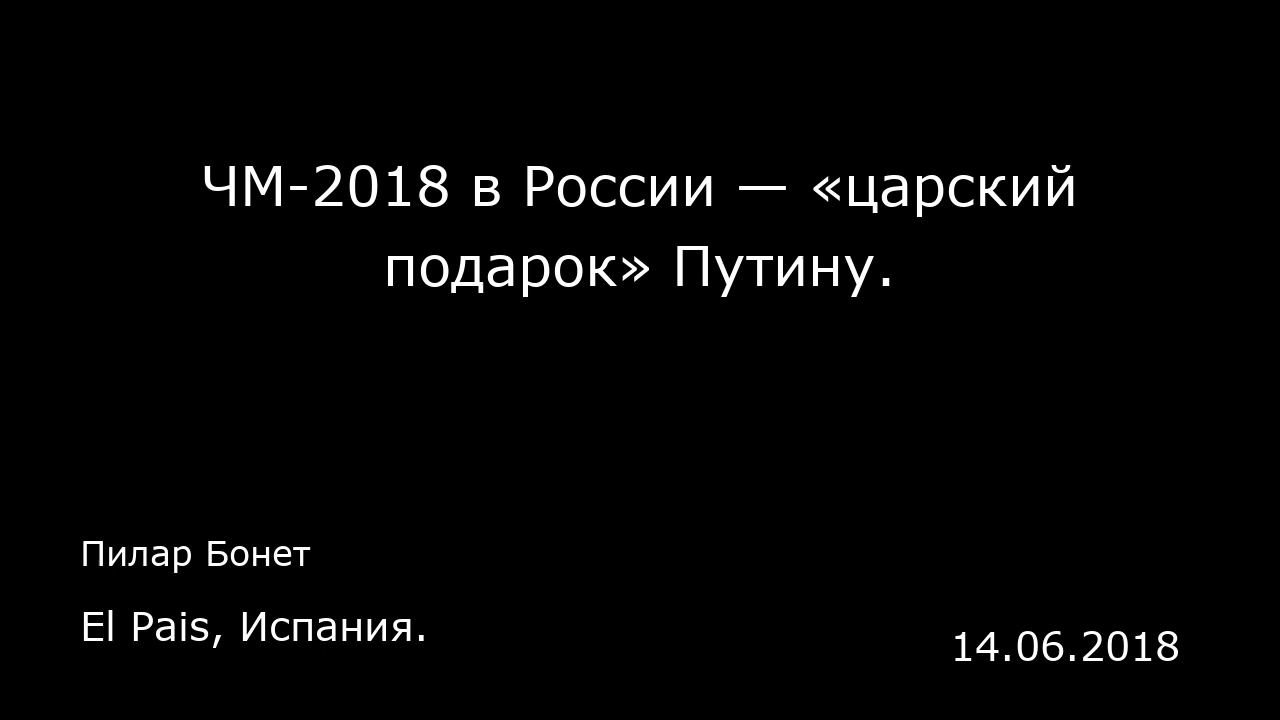 ЧМ-2018 в России — «царский
подарок» Путину.
Пилар Бонет
El Pais, Испания.
14.06.2018